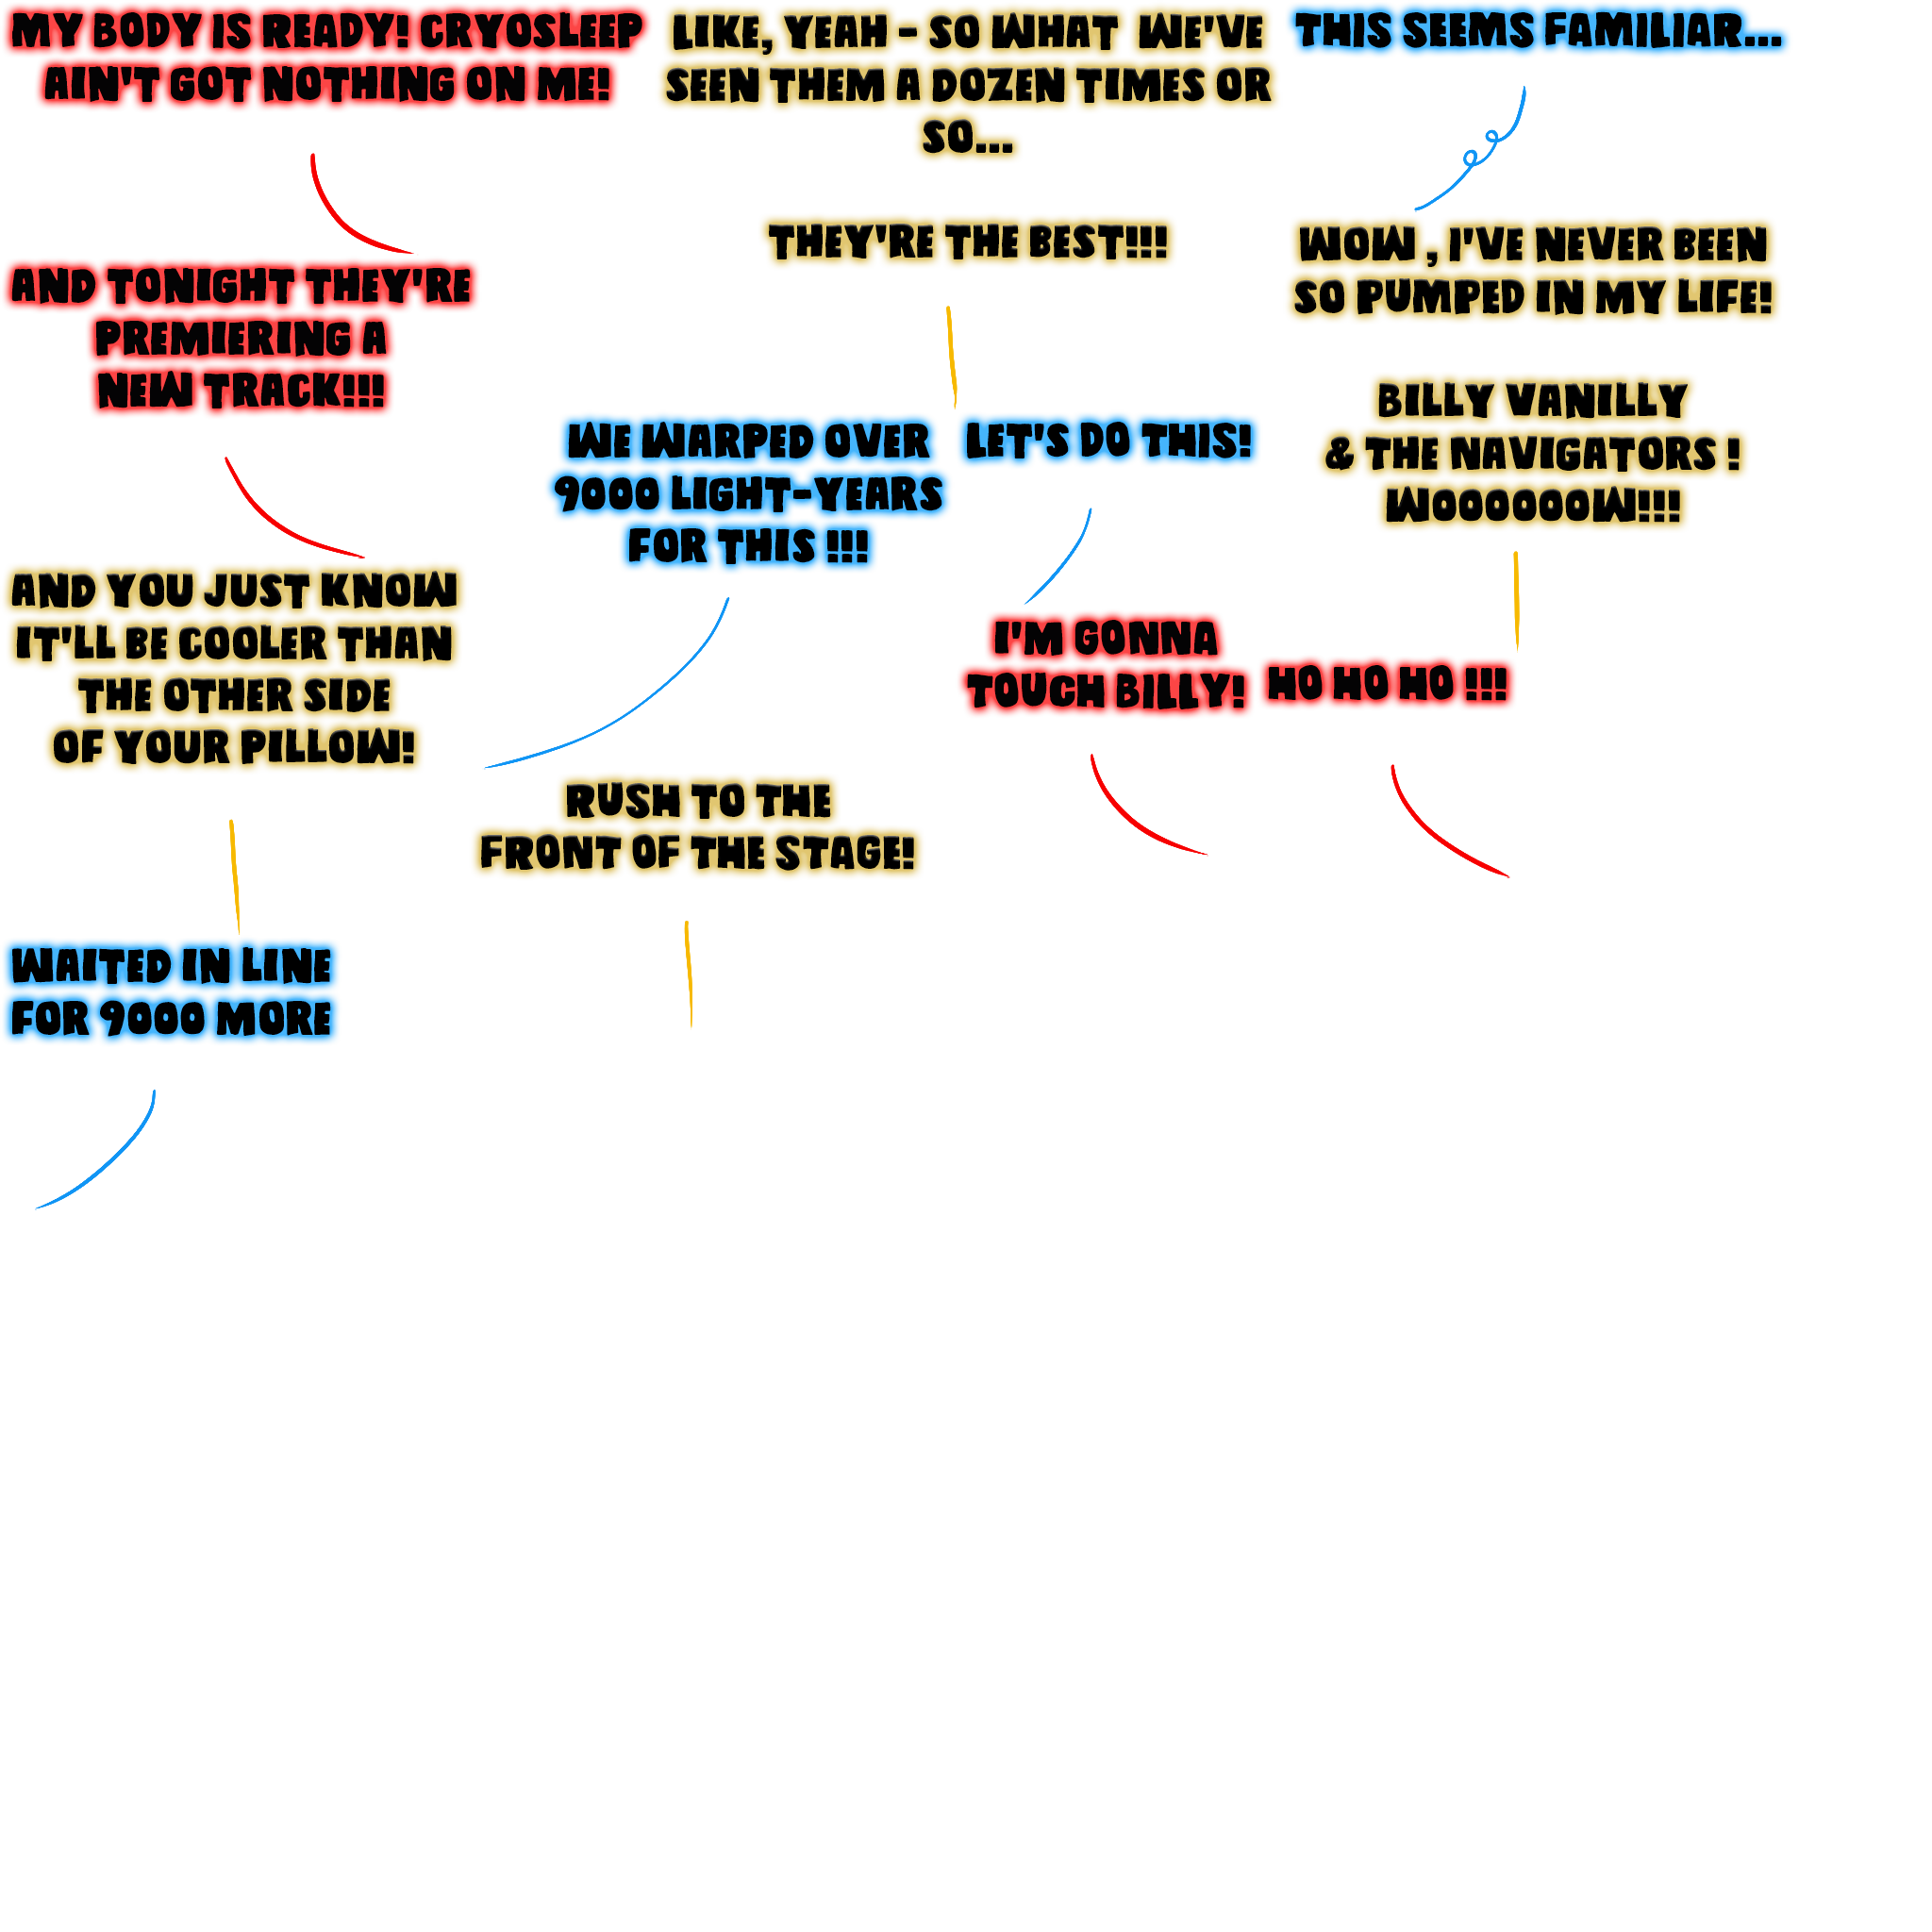 MY BODY IS READY! CRYOSLEEP
AIN'T GOT NOTHING ON ME!
LIKE, YEAH - SO WHAT WE'VE
SEEN THEM A DOZEN TIMES OR
SO...
THEY'RE THE BEST!!!
THIS SEEMS FAMILIAR...
WOW , I'VE NEVER BEEN
SO PUMPED IN MY LIFE!
BILLY VANILLY
& THE NAVIGATORS !
WOOOOOOW!!!
AND TONIGHT THEY'RE
PREMIERING A
NEW TRACK!!!
WE WARPED OVER
9000 LIGHT-YEARS
FOR THIS !!!
LET'S DO THIS!
AND YOU JUST KNOW
IT'LL BE COOLER THAN
THE OTHER SIDE
OF YOUR PILLOW!
I'M GONNA
TOUCH BILLY!
HO HO HO !!!
RUSH TO THE
FRONT OF THE STAGE!
WAITED IN LINE
FOR 9000 MORE